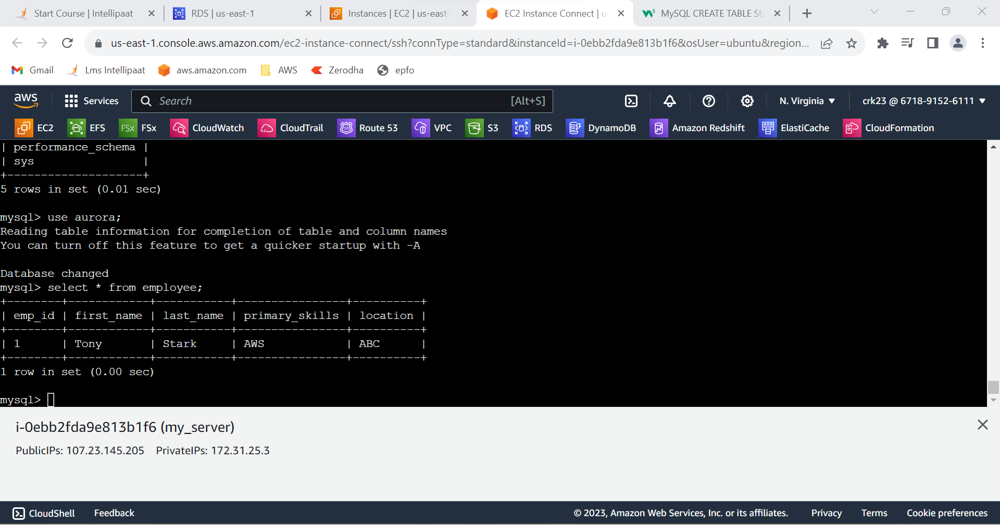 Start Course | Intellipaat
RDS | us-east-1
Instances | EC2 | us-east-
EC2 Instance Connect | u
MySQL CREATE TABLE Sta
us-east-1.console.aws.amazon.com/ec2-instance-connect/ssh?connType=standard&instanceId=i-0ebb2fda9e813b1f6&osUser=ubuntu&region...
Gmail
Lms Intellipaat
aws.amazon.com
AWS
Zerodha
epfo
aws
Services
Search
[Alt+S]
N. Virginia
crk23 @ 6718-9152-6111
EC2
EFS
FSx FSx
CloudWatch
CloudTrail
53 Route 53
VPC
S3
RDS
DynamoDB
Amazon Redshift
ElastiCache
CloudFormation
| performance_schema |
| sys                |
+--------------------+
5 rows in set (0.01 sec)
mysql> use aurora;
Reading table information for completion of table and column names
You can turn off this feature to get a quicker startup with -A
Database changed
mysql> select * from employee;
+--------+------------+-----------+----------------+----------+
| emp_id | first_name | last_name | primary_skills | location |
+--------+------------+-----------+----------------+----------+
| 1      | Tony       | Stark     | AWS            | ABC      |
+--------+------------+-----------+----------------+----------+
1 row in set (0.00 sec)
mysql>
i-0ebb2fda9e813b1f6 (my_server)
PublicIPs: 107.23.145.205 PrivateIPs: 172.31.25.3
CloudShell
Feedback
© 2023, Amazon Web Services, Inc. or its affiliates.
Privacy
Terms
Cookie preferences